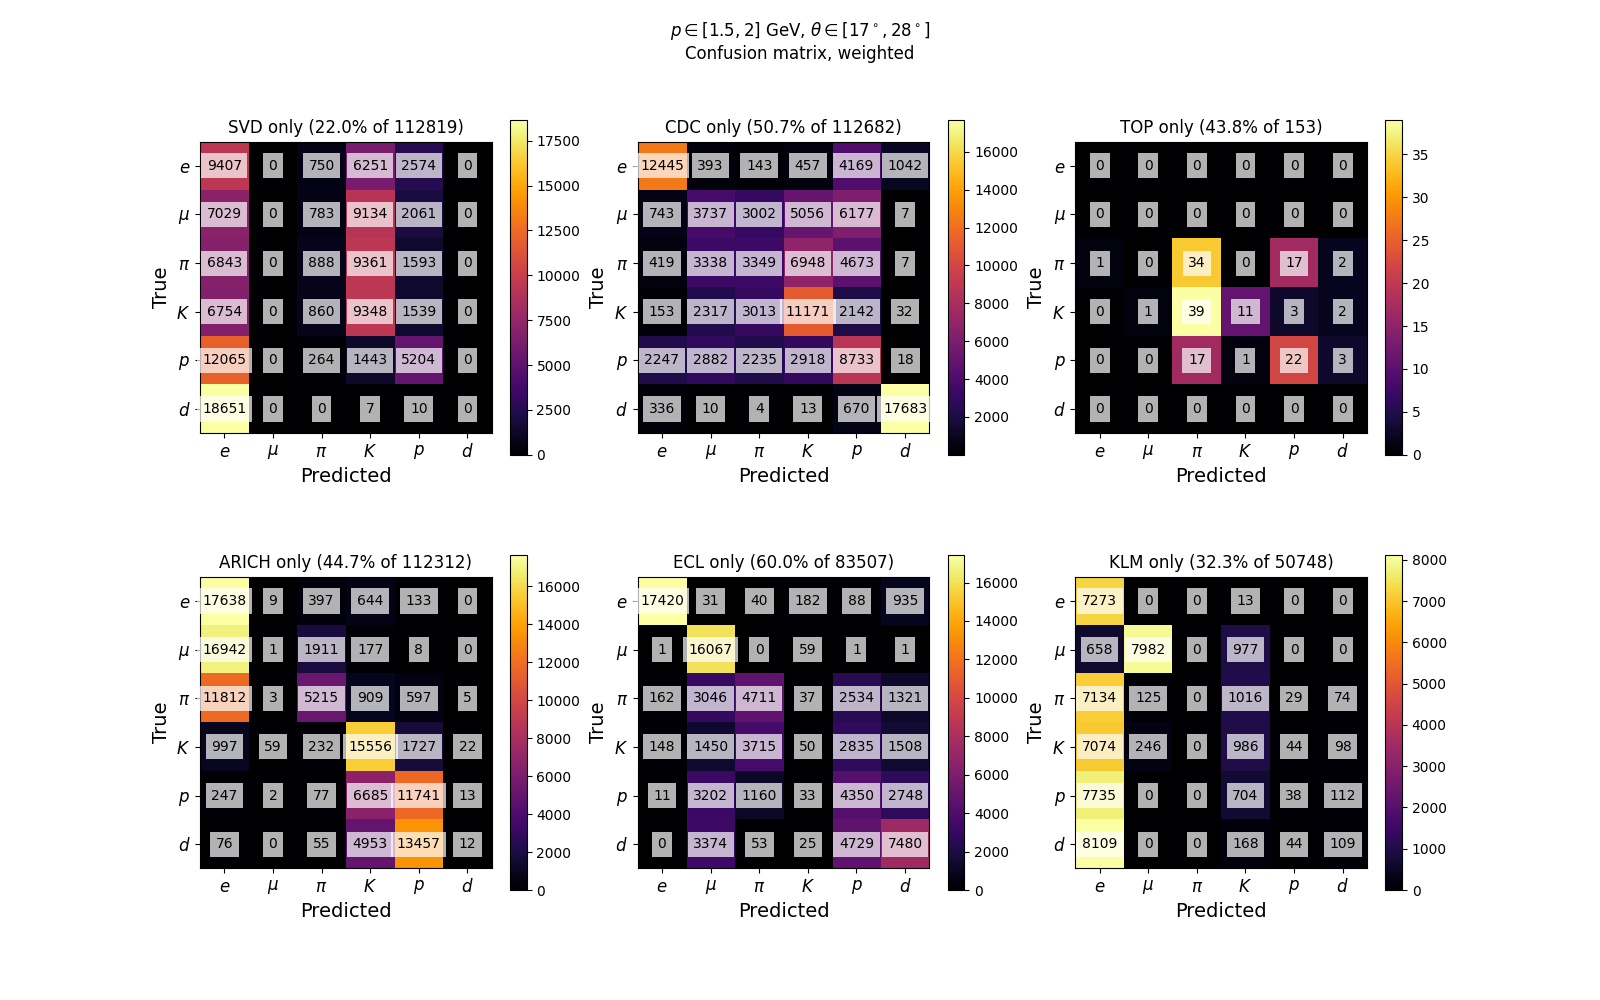 p ∈ [1.5, 2] GeV, θ ∈ [17°, 28°]
Confusion matrix, weighted
SVD only (22.0% of 112819)
True
e 9407 0 750 6251 2574 0
μ 7029 0 783 9134 2061 0
π 6843 0 888 9361 1593 0
K 6754 0 860 9348 1539 0
p 12065 0 264 1443 5204 0
d 18651 0 0 7 10 0
e μ π K p d
Predicted
17500
15000
12500
10000
7500
5000
2500
0
CDC only (50.7% of 112682)
True
e 12445 393 143 457 4169 1042
μ 743 3737 3002 5056 6177 7
π 419 3338 3349 6948 4673 7
K 153 2317 3013 11171 2142 32
p 2247 2882 2235 2918 8733 18
d 336 10 4 13 670 17683
e μ π K p d
Predicted
16000
14000
12000
10000
8000
6000
4000
2000
TOP only (43.8% of 153)
True
e 0 0 0 0 0 0
μ 0 0 0 0 0 0
π 1 0 34 0 17 2
K 0 1 39 11 3 2
p 0 0 17 1 22 3
d 0 0 0 0 0 0
e μ π K p d
Predicted
35
30
25
20
15
10
5
0
ARICH only (44.7% of 112312)
True
e 17638 9 397 644 133 0
μ 16942 1 1911 177 8 0
π 11812 3 5215 909 597 5
K 997 59 232 15556 1727 22
p 247 2 77 6685 11741 13
d 76 0 55 4953 13457 12
e μ π K p d
Predicted
16000
14000
12000
10000
8000
6000
4000
2000
0
ECL only (60.0% of 83507)
True
e 17420 31 40 182 88 935
μ 1 16067 0 59 1 1
π 162 3046 4711 37 2534 1321
K 148 1450 3715 50 2835 1508
p 11 3202 1160 33 4350 2748
d 0 3374 53 25 4729 7480
e μ π K p d
Predicted
16000
14000
12000
10000
8000
6000
4000
2000
0
KLM only (32.3% of 50748)
True
e 7273 0 0 13 0 0
μ 658 7982 0 977 0 0
π 7134 125 0 1016 29 74
K 7074 246 0 986 44 98
p 7735 0 0 704 38 112
d 8109 0 0 168 44 109
e μ π K p d
Predicted
8000
7000
6000
5000
4000
3000
2000
1000
0